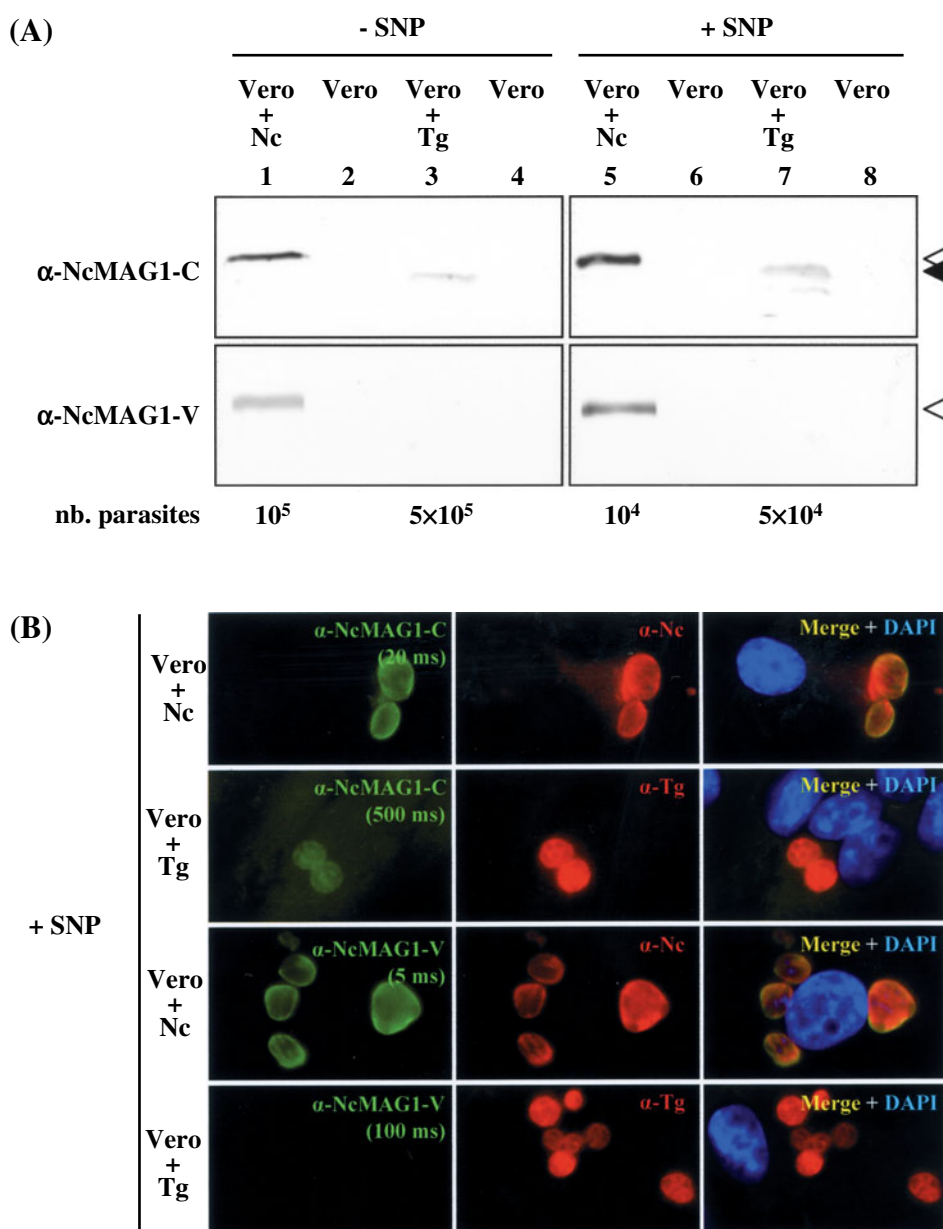 (A)
- SNP
+ SNP
Vero + Nc
Vero
Vero + Tg
Vero
Vero + Nc
Vero
Vero + Tg
Vero
1 2 3 4 5 6 7 8
α-NcMAG1-C
α-NcMAG1-V
nb. parasites 10⁵ 5×10⁵ 10⁴ 5×10⁴
(B)
+ SNP
Vero + Nc
α-NcMAG1-C (20 ms)
α-Nc
Merge + DAPI
Vero + Tg
α-NcMAG1-C (500 ms)
α-Tg
Merge + DAPI
Vero + Nc
α-NcMAG1-V (5 ms)
α-Nc
Merge + DAPI
Vero + Tg
α-NcMAG1-V (100 ms)
α-Tg
Merge + DAPI